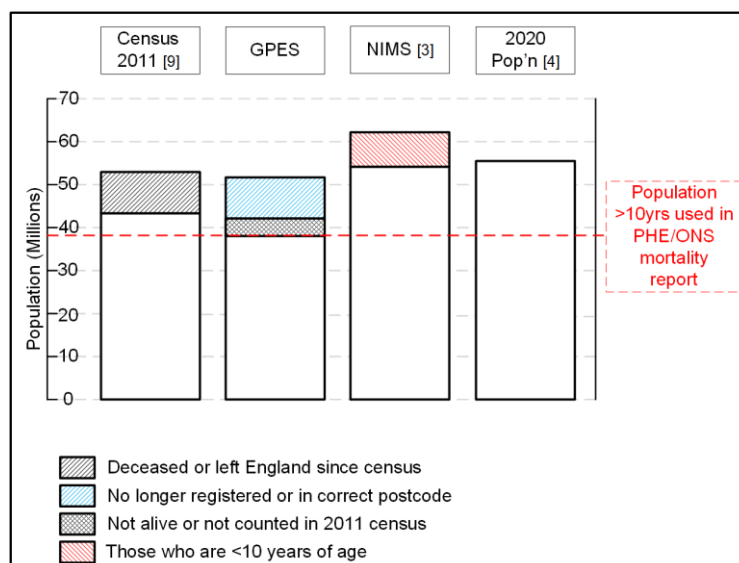 Census
2011 [9]
GPES
NIMS [3]
2020
Pop'n [4]
Population (Millions)
70
60
50
40
30
20
10
0
Population
>10yrs used in
PHE/ONS
mortality
report
Deceased or left England since census
No longer registered or in correct postcode
Not alive or not counted in 2011 census
Those who are <10 years of age